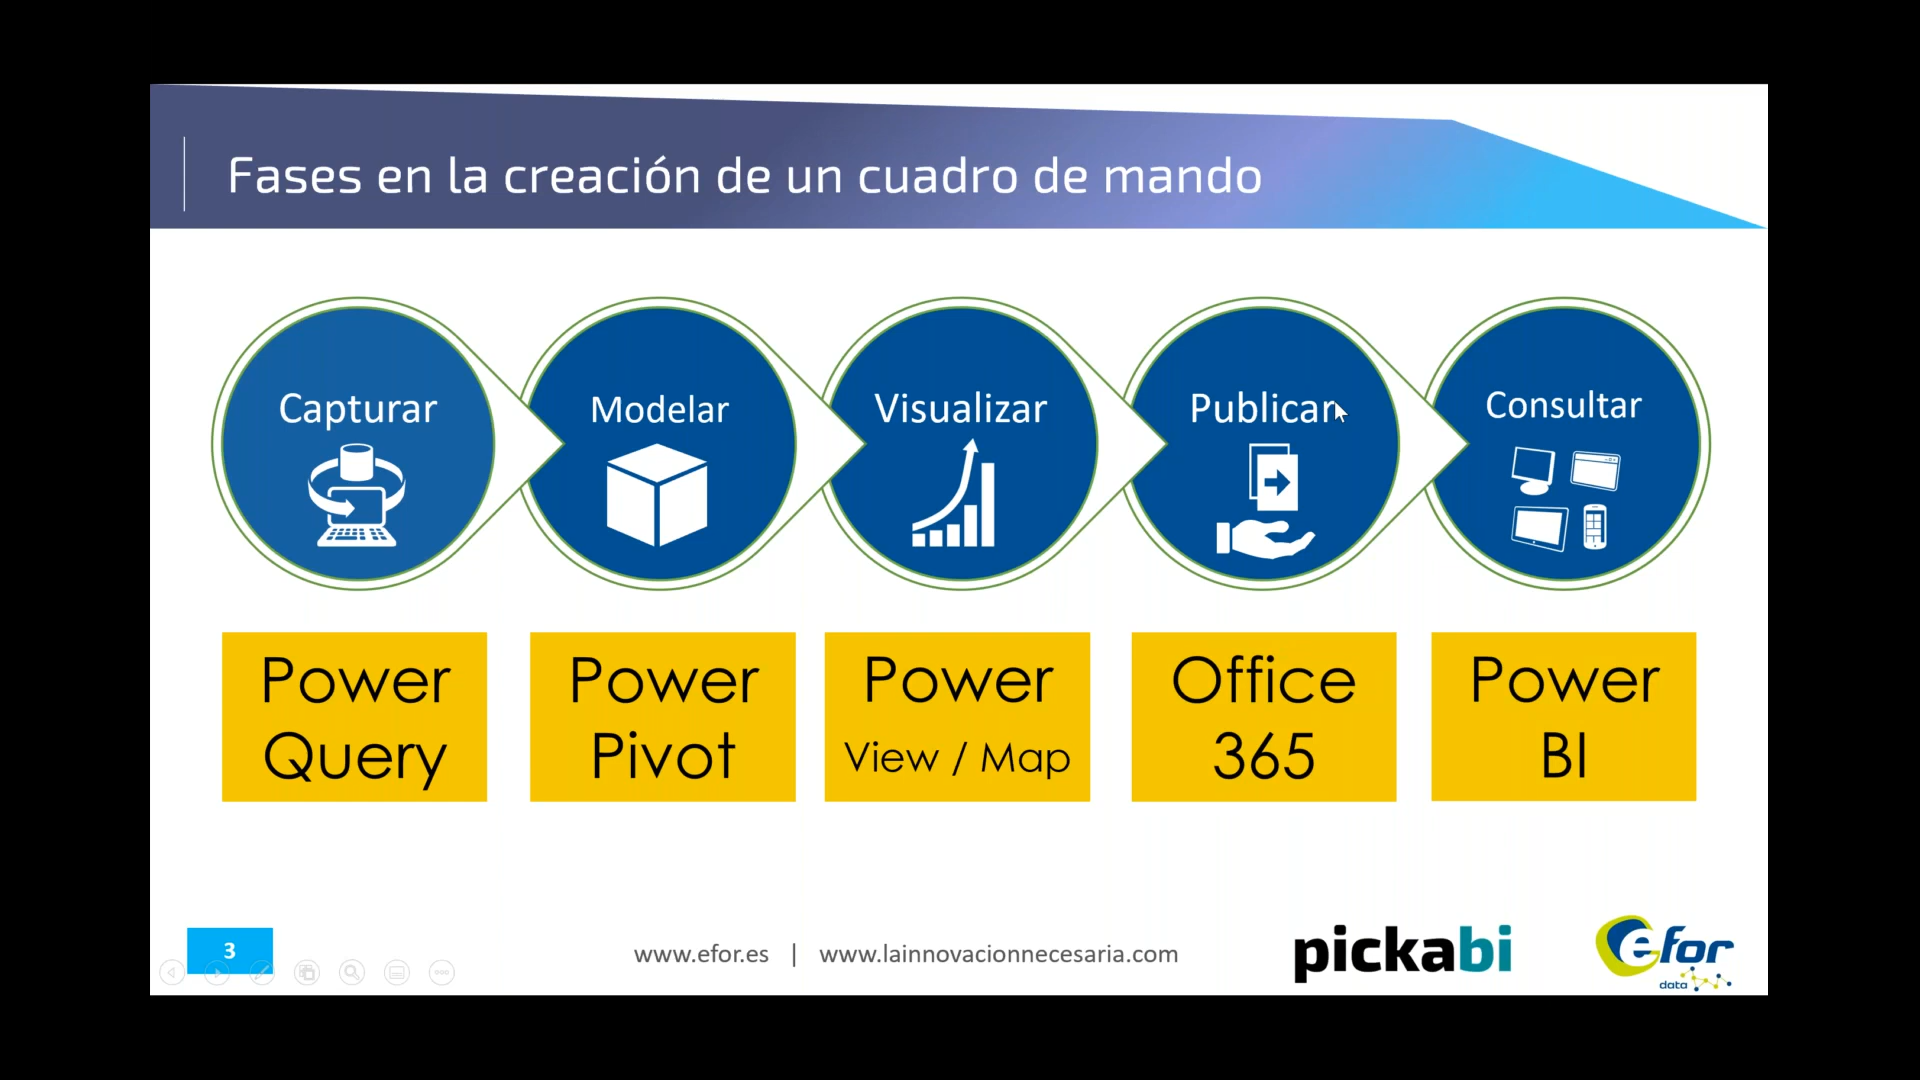 Fases en la creación de un cuadro de mando
Capturar
Modelar
Visualizar
Publicar
Consultar
Power
Query
Power
Pivot
Power
View / Map
Office
365
Power
BI
3
www.efor.es | www.lainnovacionnecesaria.com
pickabi
efor
data